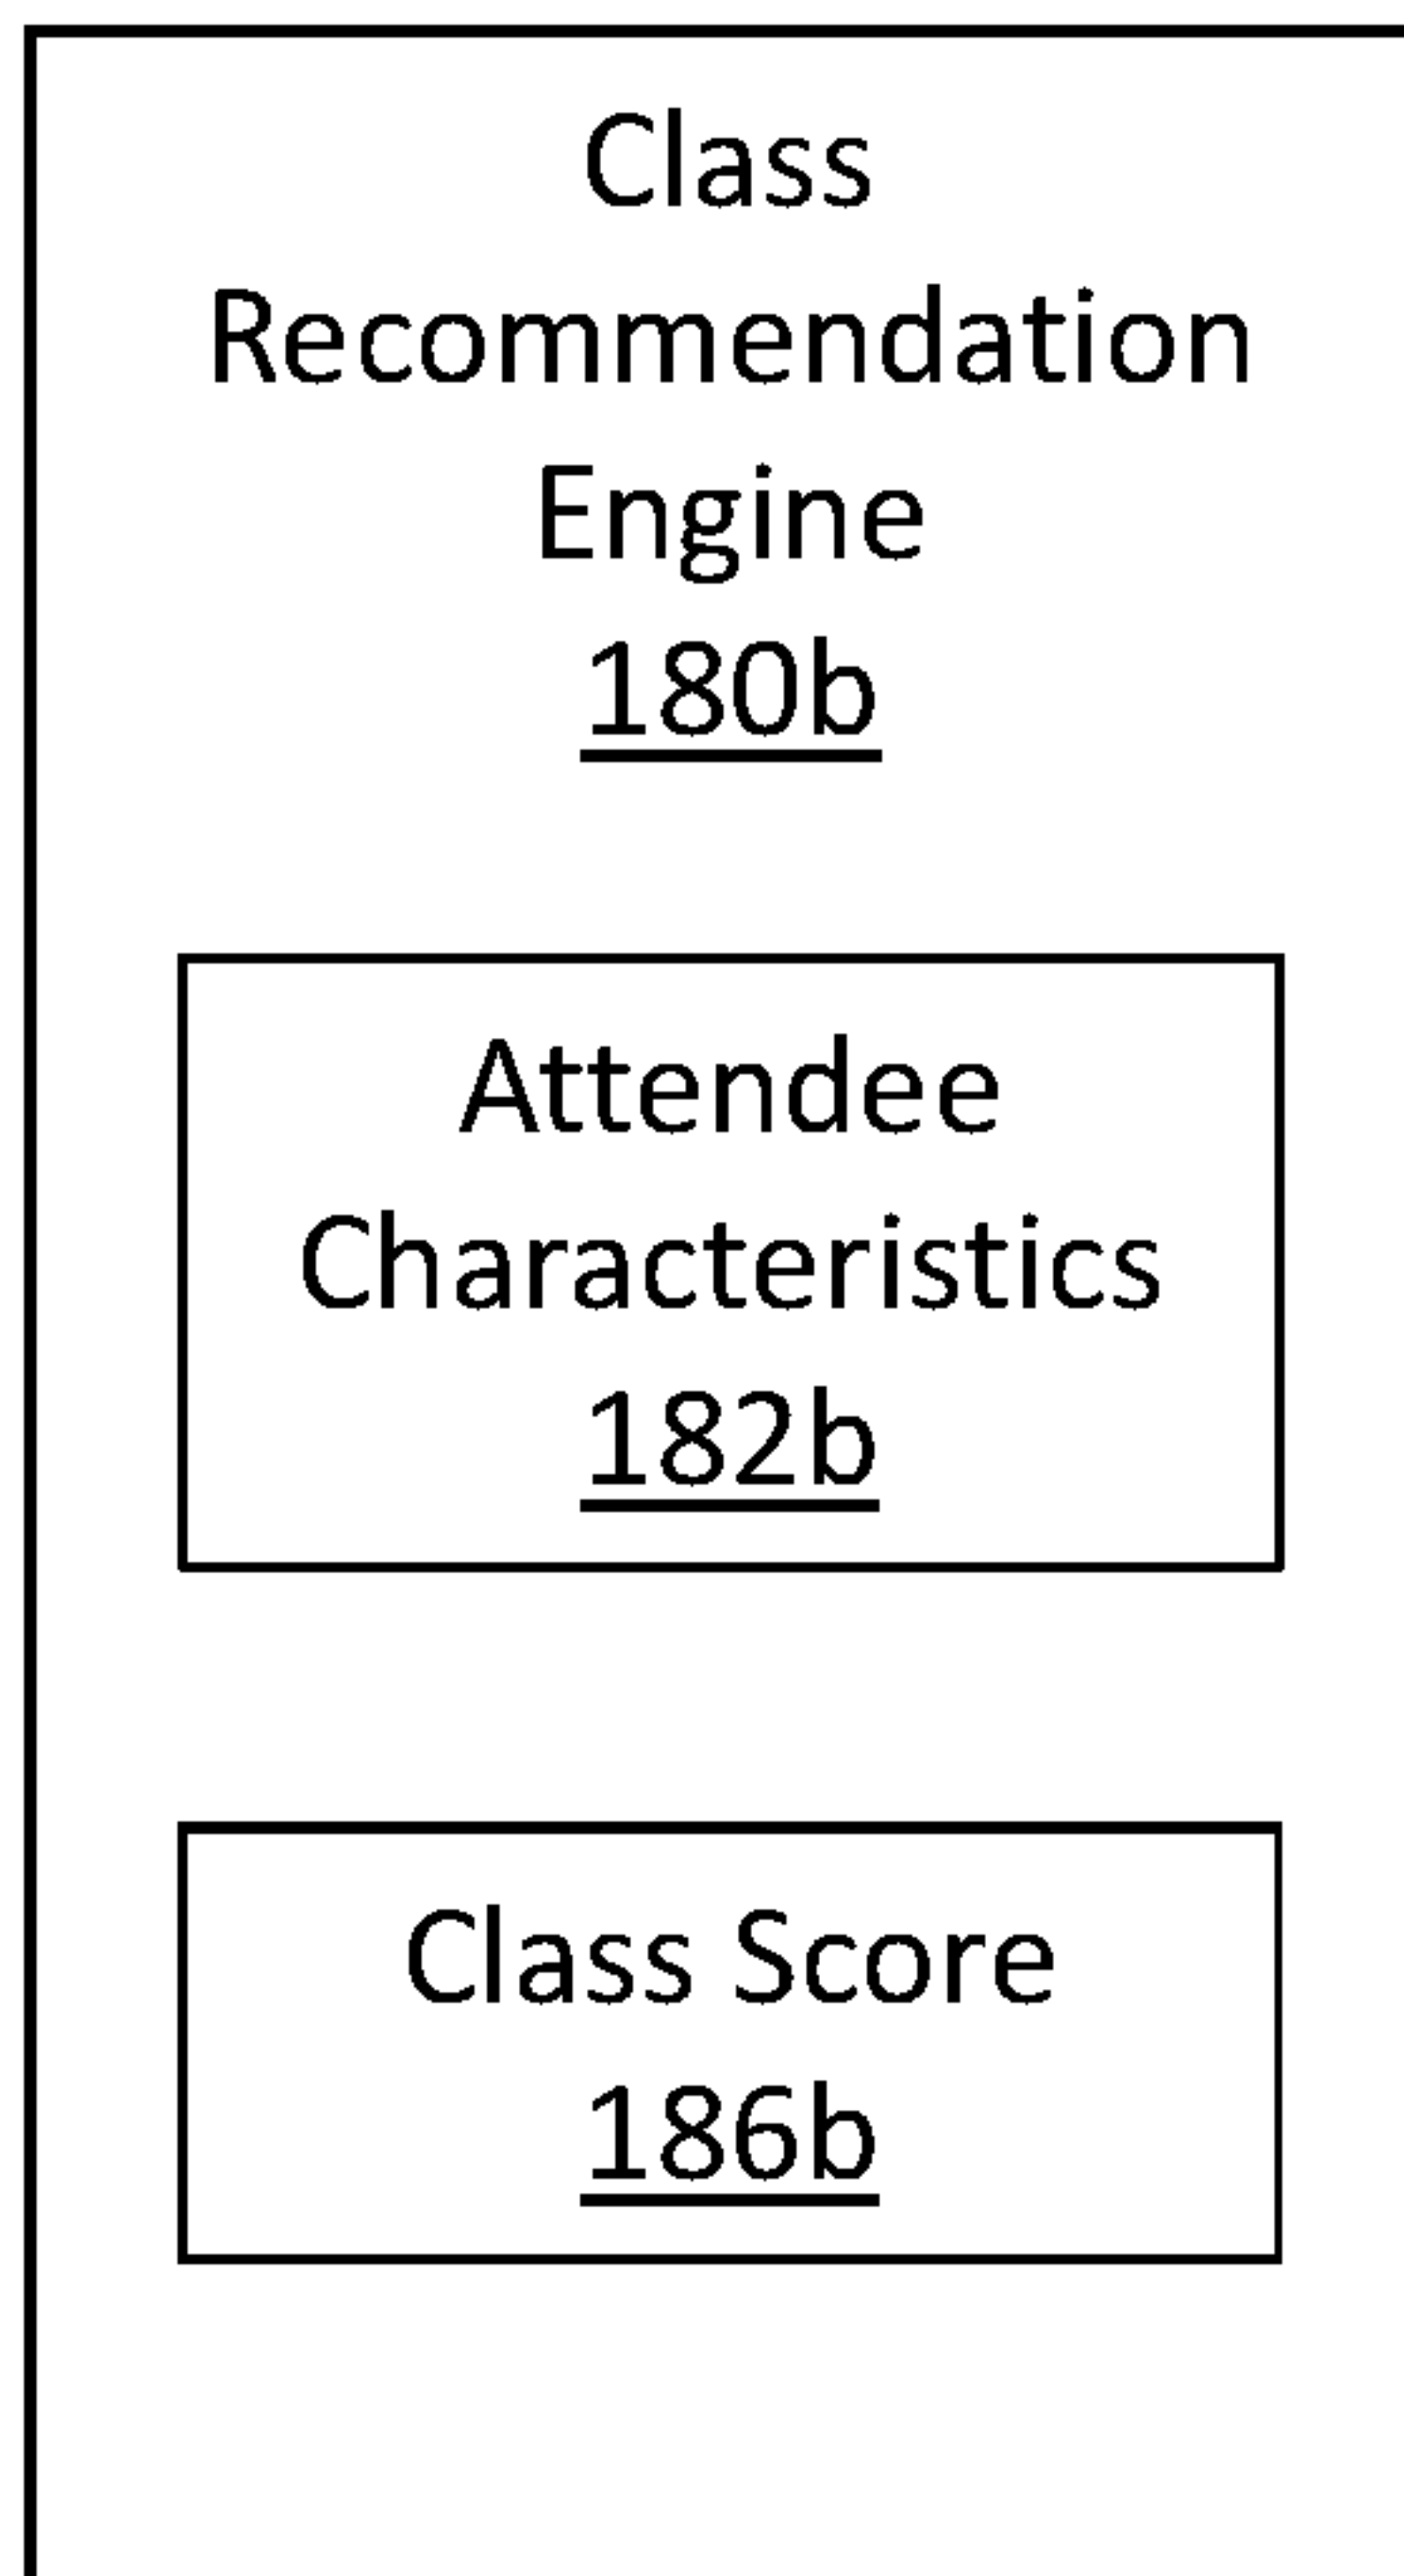 Class
Recommendation
Engine
180b
Attendee
Characteristics
182b
Class Score
186b